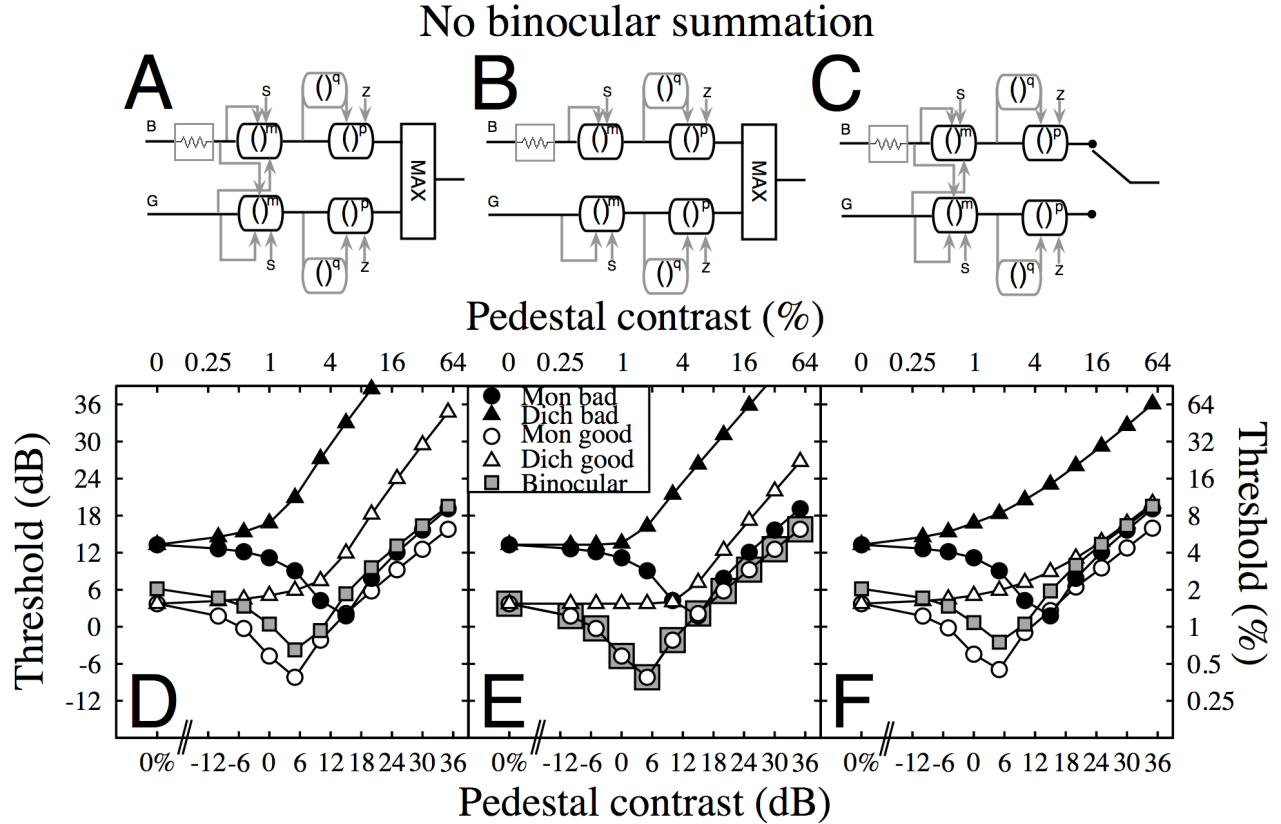 No binocular summation
A B C
s ()q z s ()q z s ()q z
B ()m ()p B ()m ()p B ()m ()p
MAX MAX
G ()m ()p G ()m ()p G ()m ()p
s ()q z s ()q z s ()q z
Pedestal contrast (%)
0 0.25 1 4 16 64 0 0.25 1 4 16 64 0 0.25 1 4 16 64
Threshold (dB)
36
30
24
18
12
6
0
-6
-12
Mon bad
Dich bad
Mon good
Dich good
Binocular
64
32
16
8
4
2
1
0.5
0.25
Threshold (%)
D E F
0% -12 -6 0 6 12 18 24 30 36 0% -12 -6 0 6 12 18 24 30 36 0% -12 -6 0 6 12 18 24 30 36
Pedestal contrast (dB)